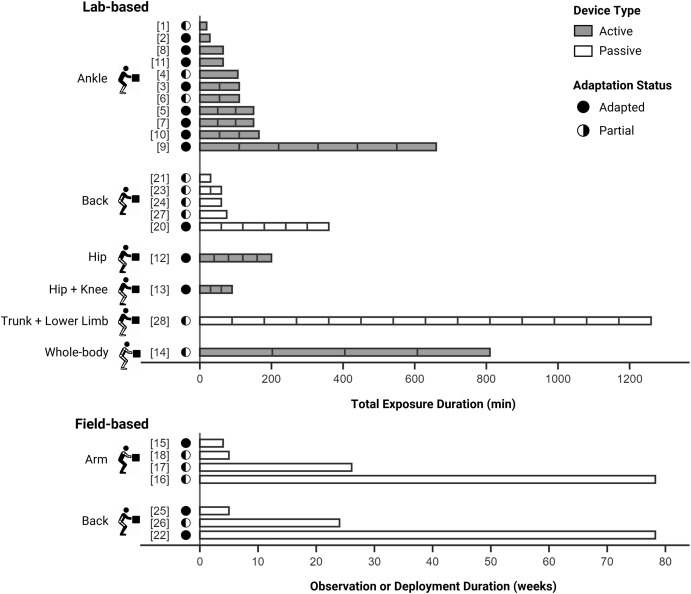 Lab-based
Device Type
Active
Passive
Adaptation Status
Adapted
Partial
Ankle
[1]
[2]
[8]
[11]
[4]
[3]
[6]
[5]
[7]
[10]
[9]
Back
[21]
[23]
[24]
[27]
[20]
Hip
[12]
Hip + Knee
[13]
Trunk + Lower Limb
[28]
Whole-body
[14]
0 200 400 600 800 1000 1200
Total Exposure Duration (min)
Field-based
Arm
[15]
[18]
[17]
[16]
Back
[25]
[26]
[22]
0 10 20 30 40 50 60 70 80
Observation or Deployment Duration (weeks)